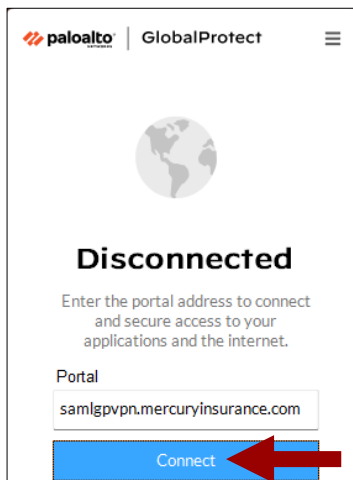 paloalto NETWORKS GlobalProtect
Disconnected
Enter the portal address to connect
and secure access to your
applications and the internet.
Portal
samlgpvpn.mercuryinsurance.com
Connect